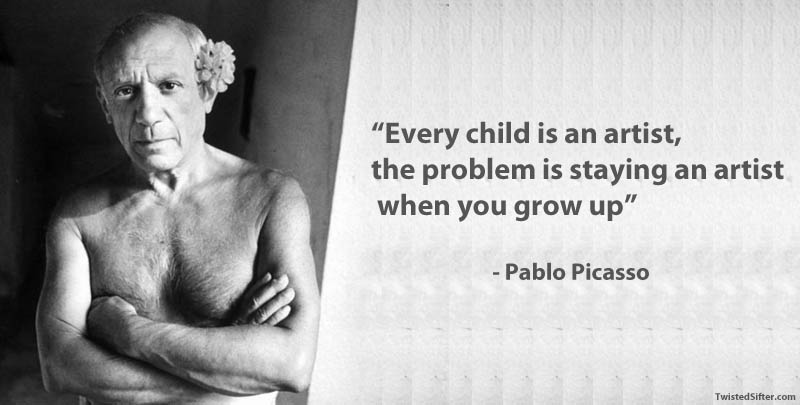 “Every child is an artist,
the problem is staying an artist
when you grow up”
- Pablo Picasso
TwistedSifter.com